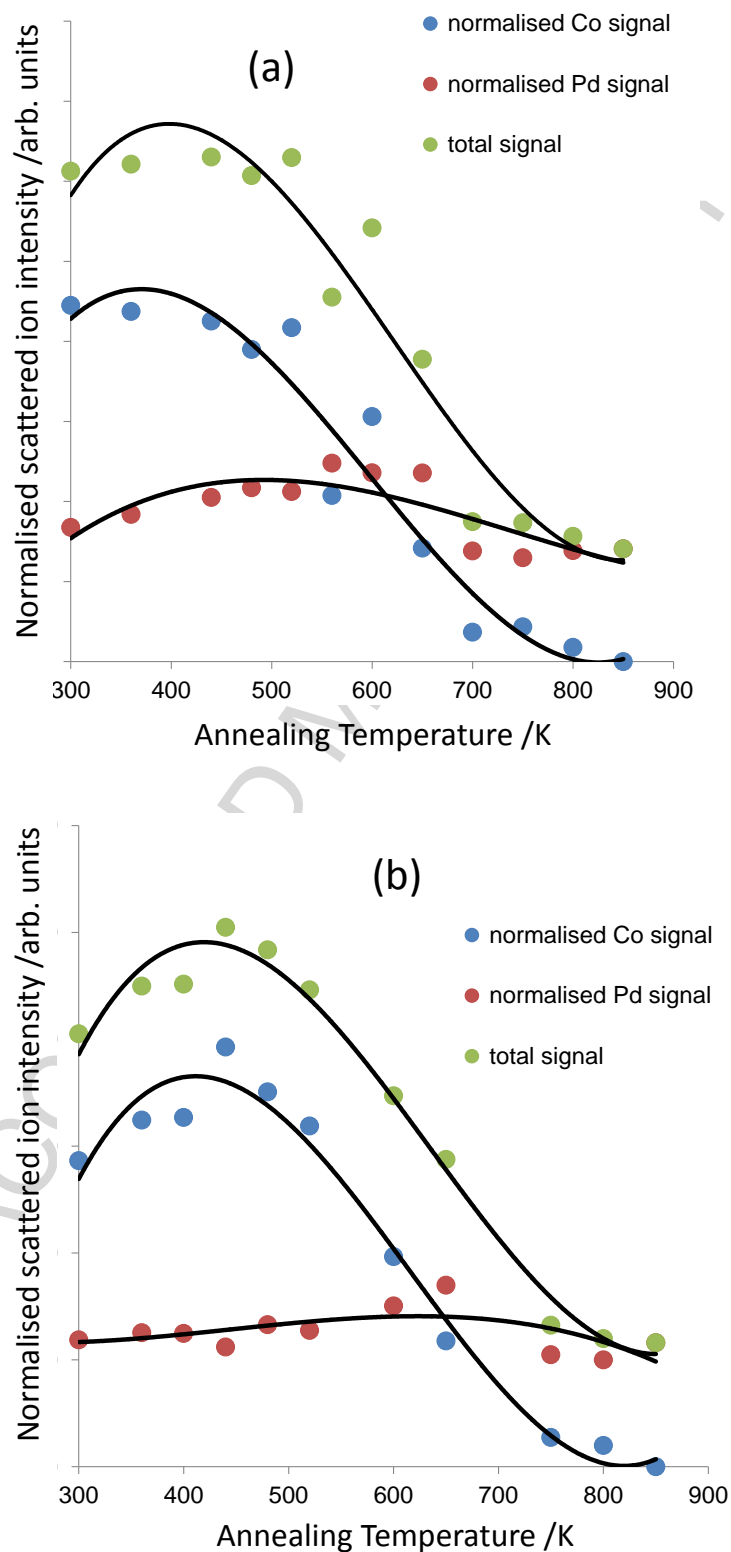 (a)
normalised Co signal
normalised Pd signal
total signal
Normalised scattered ion intensity /arb. units
300 400 500 600 700 800 900
Annealing Temperature /K
(b)
normalised Co signal
normalised Pd signal
total signal
Normalised scattered ion intensity /arb. units
300 400 500 600 700 800 900
Annealing Temperature /K